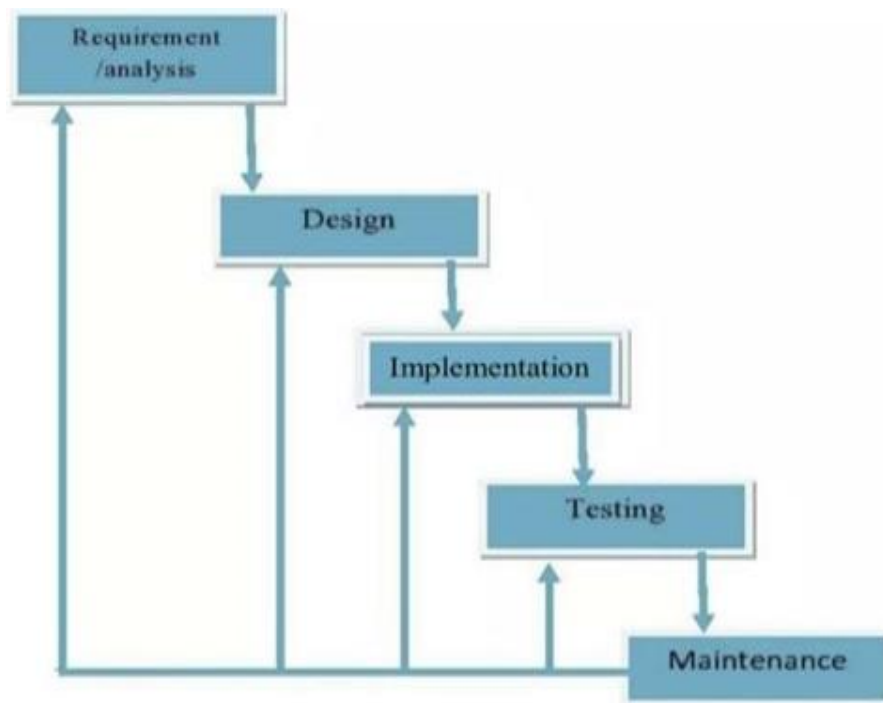 Requirement
/analysis
Design
Implementation
Testing
Maintenance